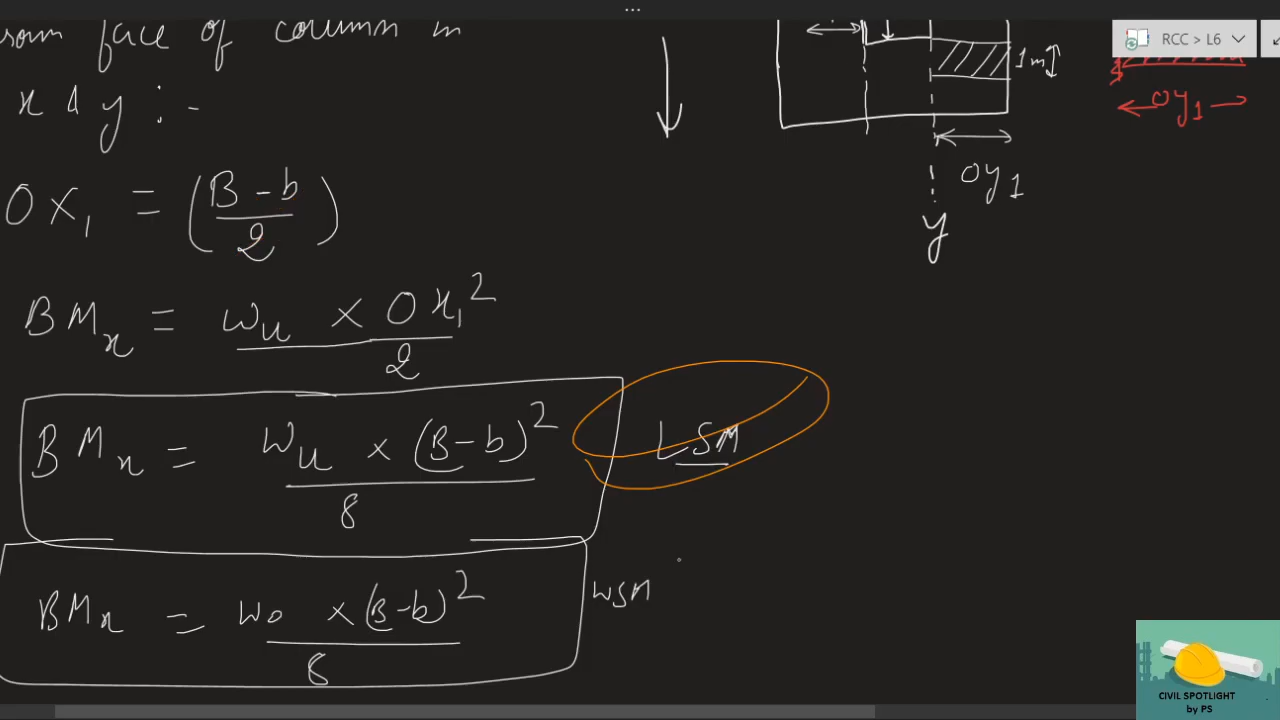 from face of column in
x & y :-
OX₁ = (B-b/2)
BMx = wu × Ox₁²/2
BMx = wu × (B-b)²/8 LSM
BMx = wo × (B-b)²/8 WSM
1m
oy₁
y
RCC > L6
oy₁
CIVIL SPOTLIGHT
by PS